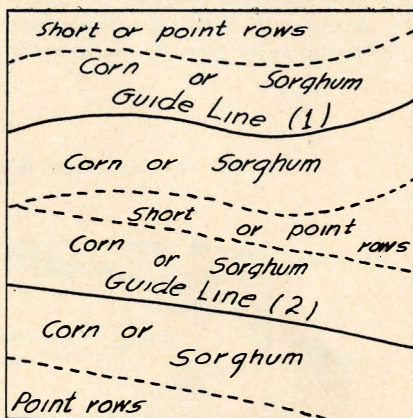 Short or point rows
Corn or Sorghum
Guide Line (1)
Corn or Sorghum
Short or point rows
Corn or Sorghum
Guide Line (2)
Corn or
Sorghum
Point rows